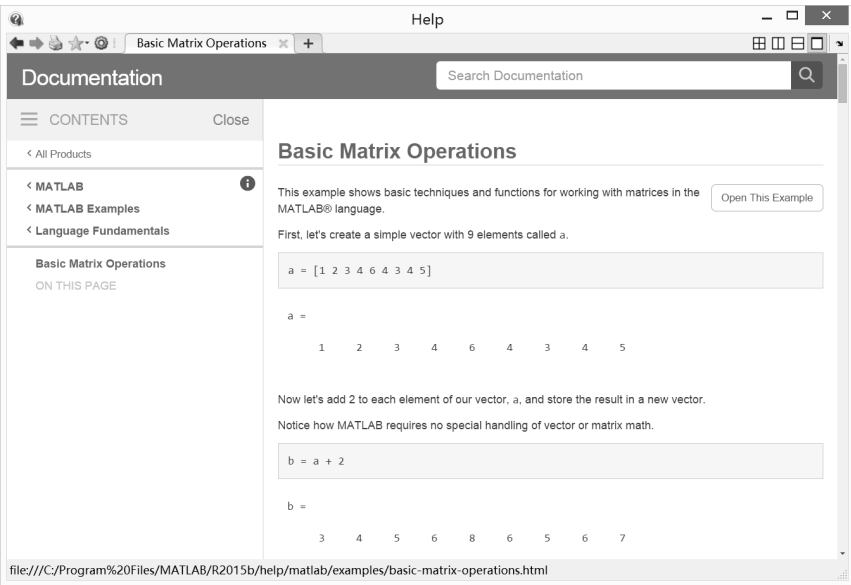 Help
Basic Matrix Operations
Documentation
Search Documentation
CONTENTS Close
< All Products
< MATLAB
< MATLAB Examples
< Language Fundamentals
Basic Matrix Operations
ON THIS PAGE
Basic Matrix Operations
This example shows basic techniques and functions for working with matrices in the
MATLAB® language.
Open This Example
First, let's create a simple vector with 9 elements called a.
a = [1 2 3 4 6 4 3 4 5]
a =
1 2 3 4 6 4 3 4 5
Now let's add 2 to each element of our vector, a, and store the result in a new vector.
Notice how MATLAB requires no special handling of vector or matrix math.
b = a + 2
b =
3 4 5 6 8 6 5 6 7
file:///C:/Program%20Files/MATLAB/R2015b/help/matlab/examples/basic-matrix-operations.html